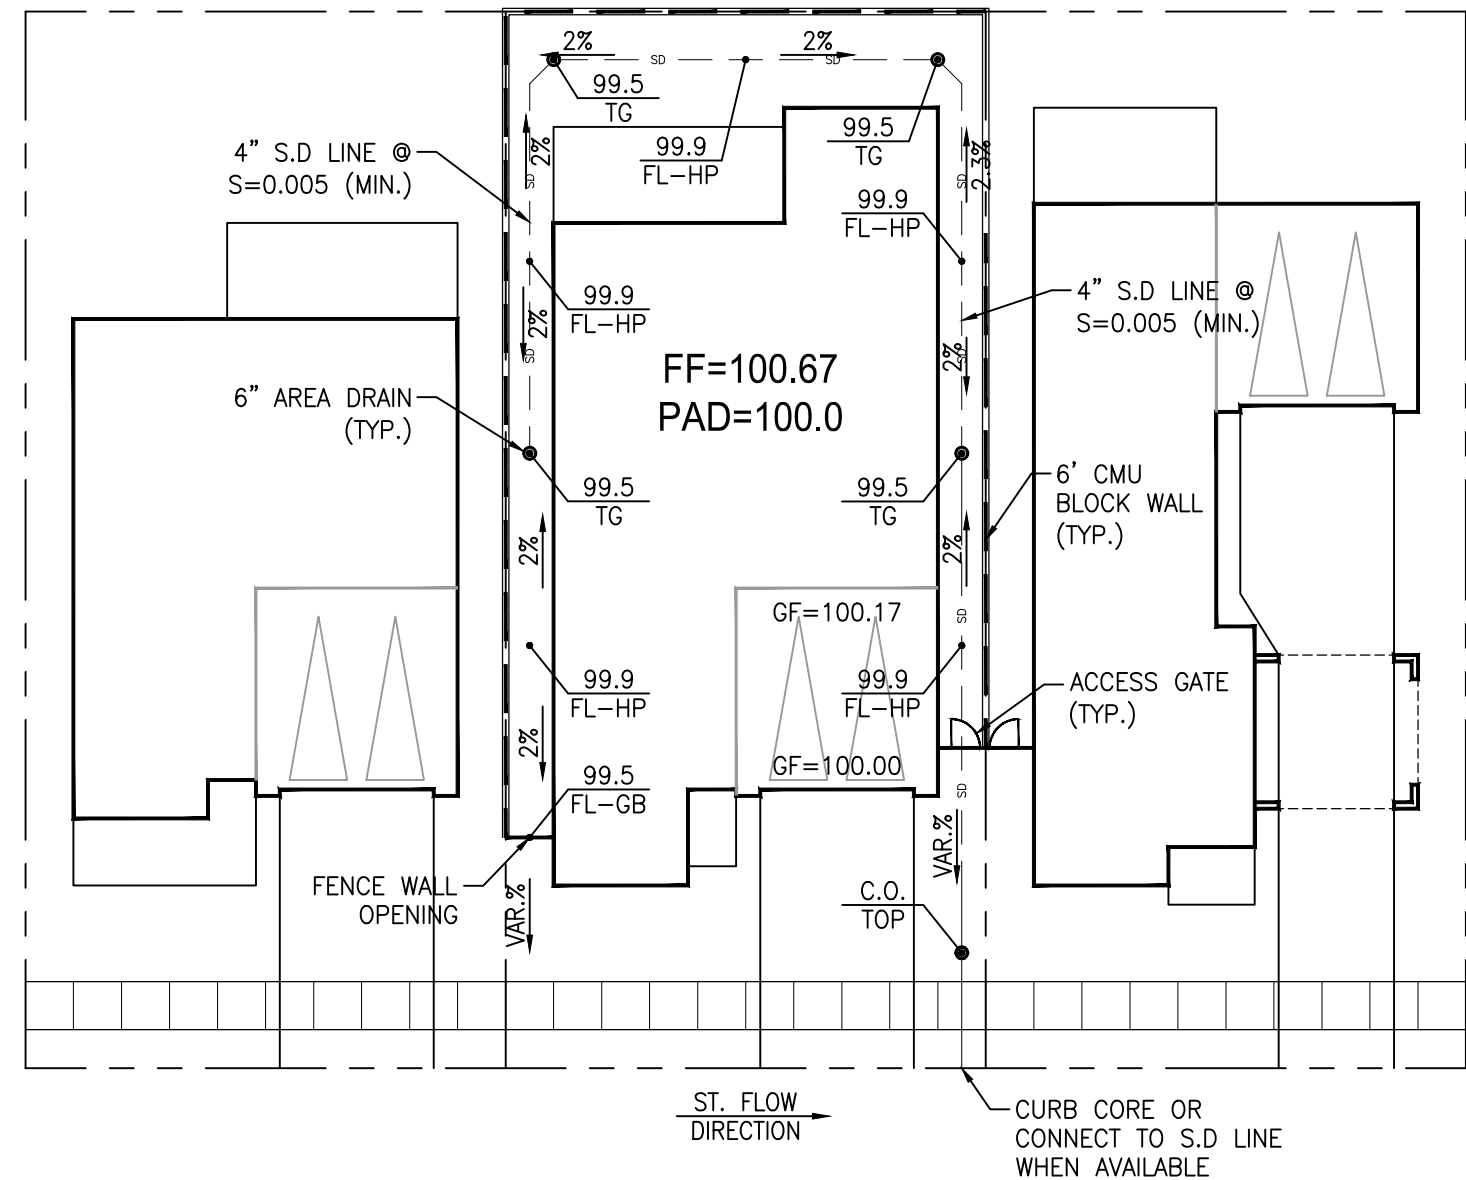 2%
2%
SD
SD
99.5
TG
99.5
TG
99.9
FL-HP
4" S.D LINE @
S=0.005 (MIN.)
2%
SD
2.3%
SD
99.9
FL-HP
99.9
FL-HP
2%
SD
4" S.D LINE @
S=0.005 (MIN.)
2%
SD
FF=100.67
PAD=100.0
6" AREA DRAIN
(TYP.)
99.5
TG
99.5
TG
6' CMU
BLOCK WALL
(TYP.)
2%
2%
GF=100.17
SD
99.9
FL-HP
99.9
FL-HP
ACCESS GATE
(TYP.)
2%
GF=100.00
99.5
FL-GB
SD
VAR.%
FENCE WALL
OPENING
VAR.%
C.O.
TOP
ST. FLOW
DIRECTION
CURB CORE OR
CONNECT TO S.D LINE
WHEN AVAILABLE